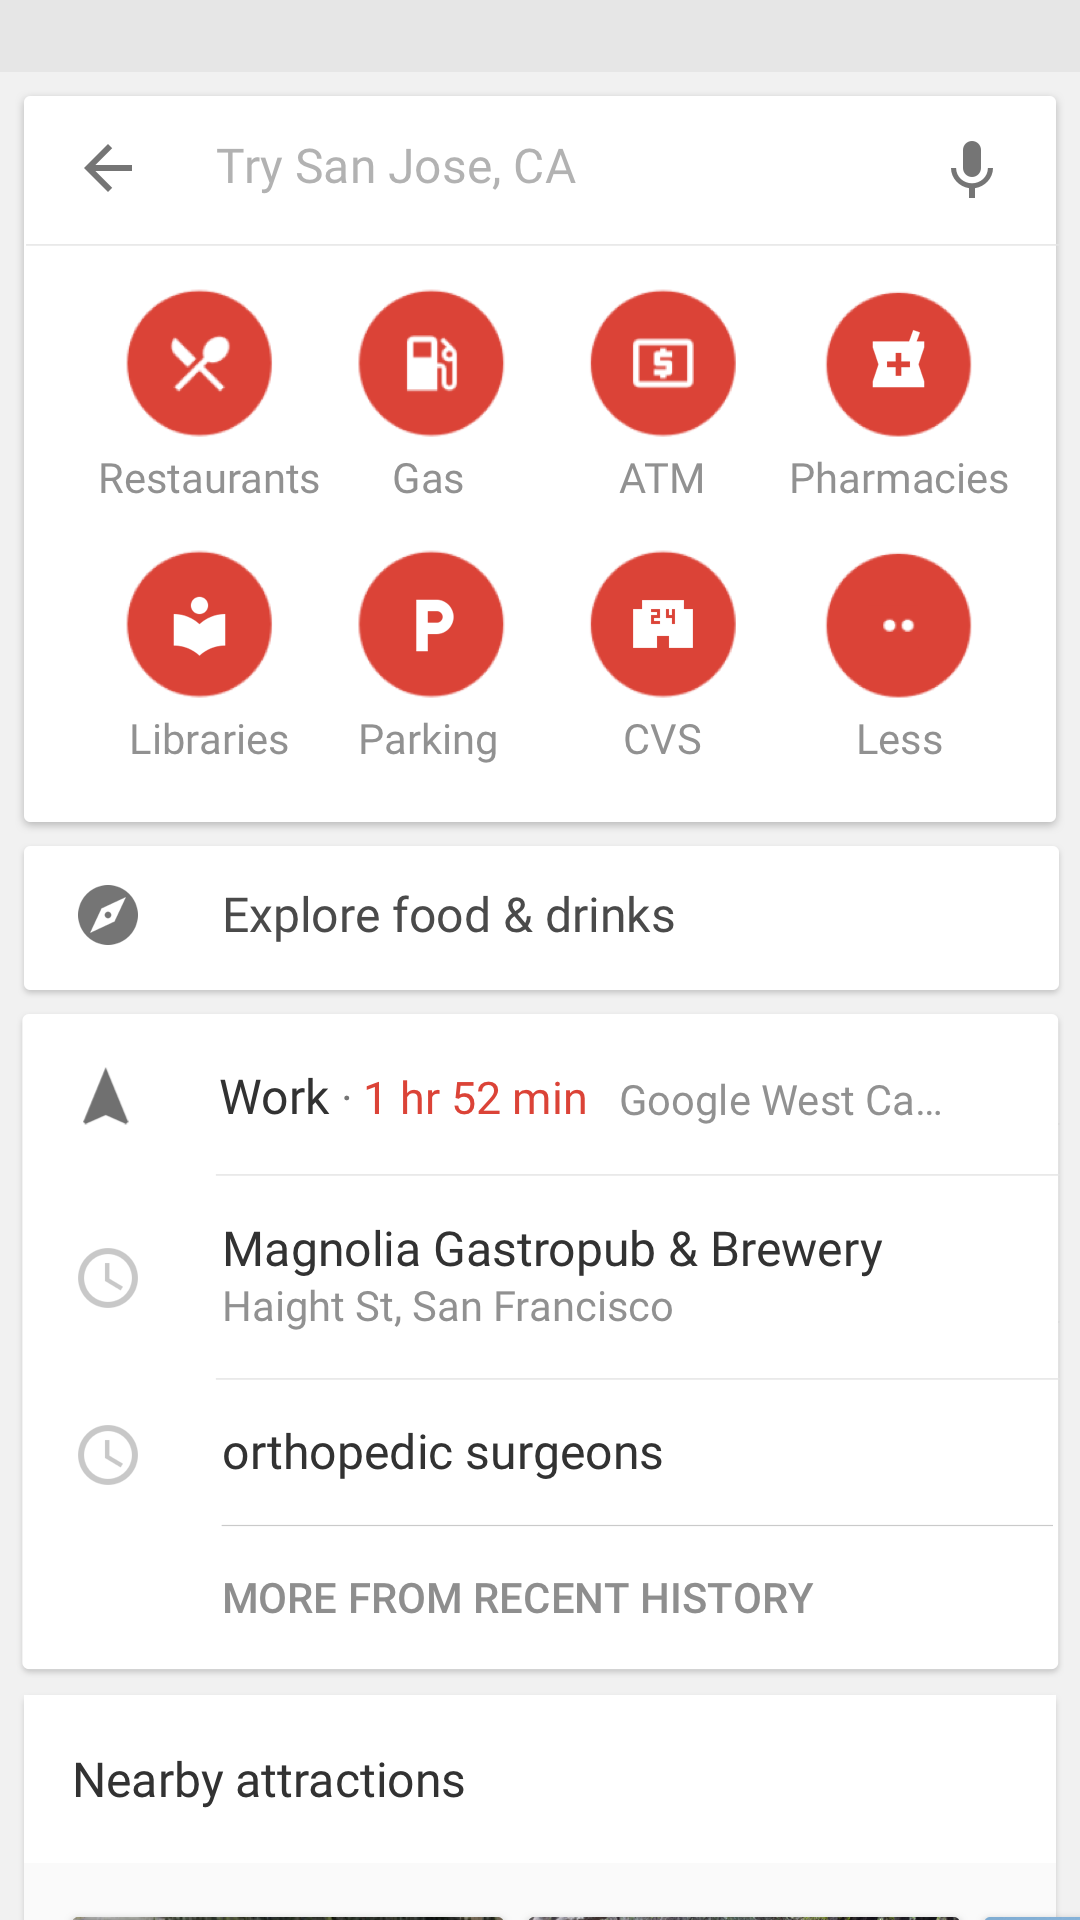 Try San Jose, CA
Restaurants Gas ATM Pharmacies
P 24
Libraries Parking CVS Less
Explore food & drinks
Work · 1 hr 52 min Google West Ca...
Magnolia Gastropub & Brewery
Haight St, San Francisco
orthopedic surgeons
MORE FROM RECENT HISTORY
Nearby attractions